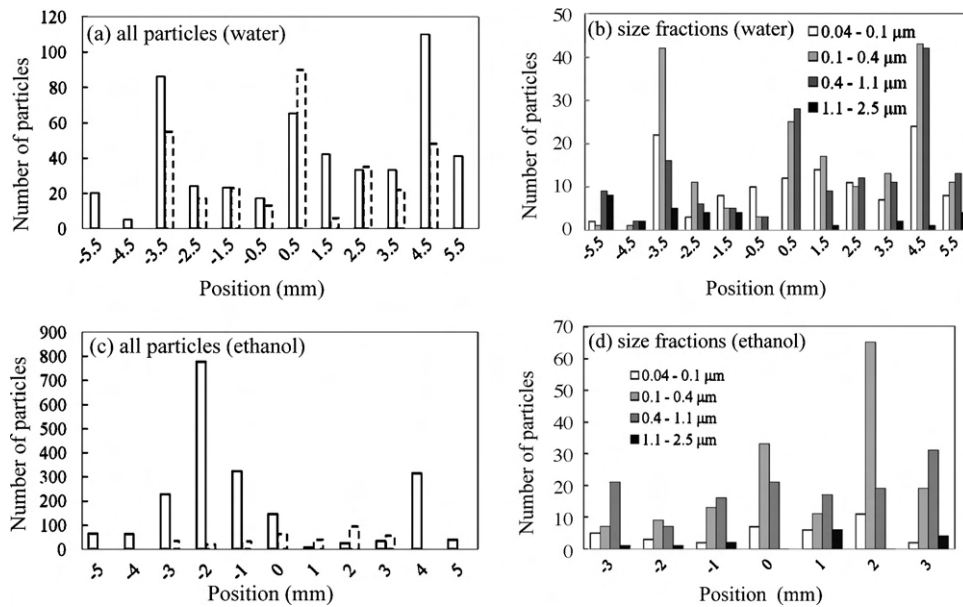 (a) all particles (water)
Number of particles
120
100
80
60
40
20
0
-5.5 -4.5 -3.5 -2.5 -1.5 -0.5 0.5 1.5 2.5 3.5 4.5 5.5
Position (mm)
(b) size fractions (water)
0.04 - 0.1 μm
0.1 - 0.4 μm
0.4 - 1.1 μm
1.1 - 2.5 μm
Number of particles
50
40
30
20
10
0
-5.5 -4.5 -3.5 -2.5 -1.5 -0.5 0.5 1.5 2.5 3.5 4.5 5.5
Position (mm)
(c) all particles (ethanol)
Number of particles
900
800
700
600
500
400
300
200
100
0
-5 -4 -3 -2 -1 0 1 2 3 4 5
Position (mm)
(d) size fractions (ethanol)
0.04 - 0.1 μm
0.1 - 0.4 μm
0.4 - 1.1 μm
1.1 - 2.5 μm
Number of particles
70
60
50
40
30
20
10
0
-3 -2 -1 0 1 2 3
Position (mm)